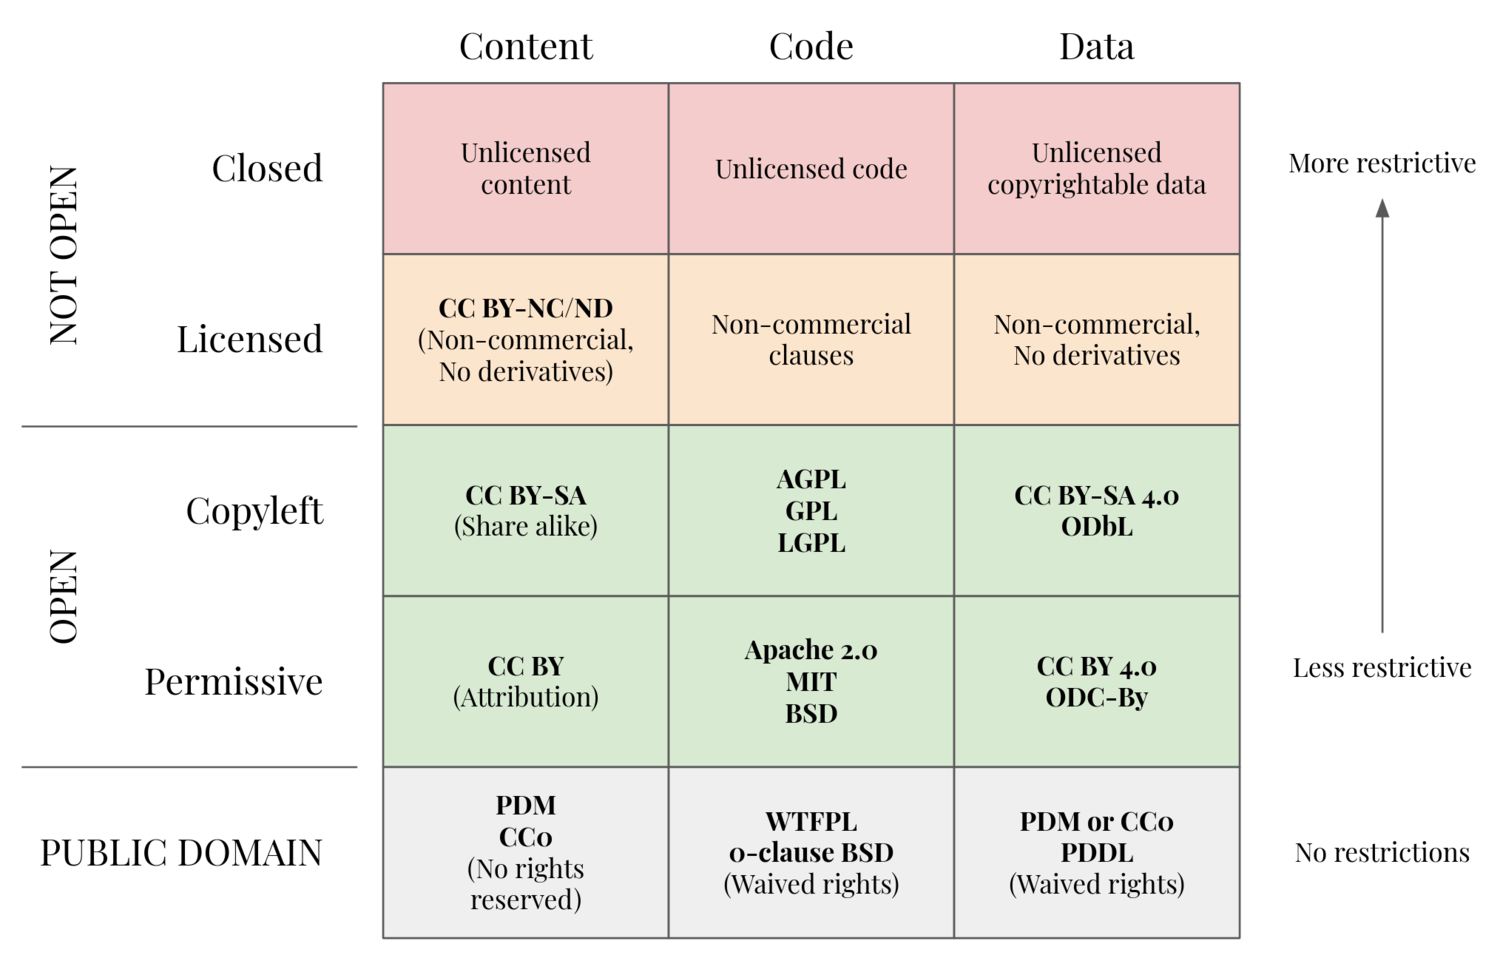 Content
Code
Data
NOT OPEN
Closed
Unlicensed
content
Unlicensed code
Unlicensed
copyrightable data
More restrictive
Licensed
CC BY-NC/ND
(Non-commercial,
No derivatives)
Non-commercial
clauses
Non-commercial,
No derivatives
OPEN
Copyleft
CC BY-SA
(Share alike)
AGPL
GPL
LGPL
CC BY-SA 4.0
ODbL
Permissive
CC BY
(Attribution)
Apache 2.0
MIT
BSD
CC BY 4.0
ODC-By
Less restrictive
PUBLIC DOMAIN
PDM
CC0
(No rights
reserved)
WTFPL
0-clause BSD
(Waived rights)
PDM or CC0
PDDL
(Waived rights)
No restrictions